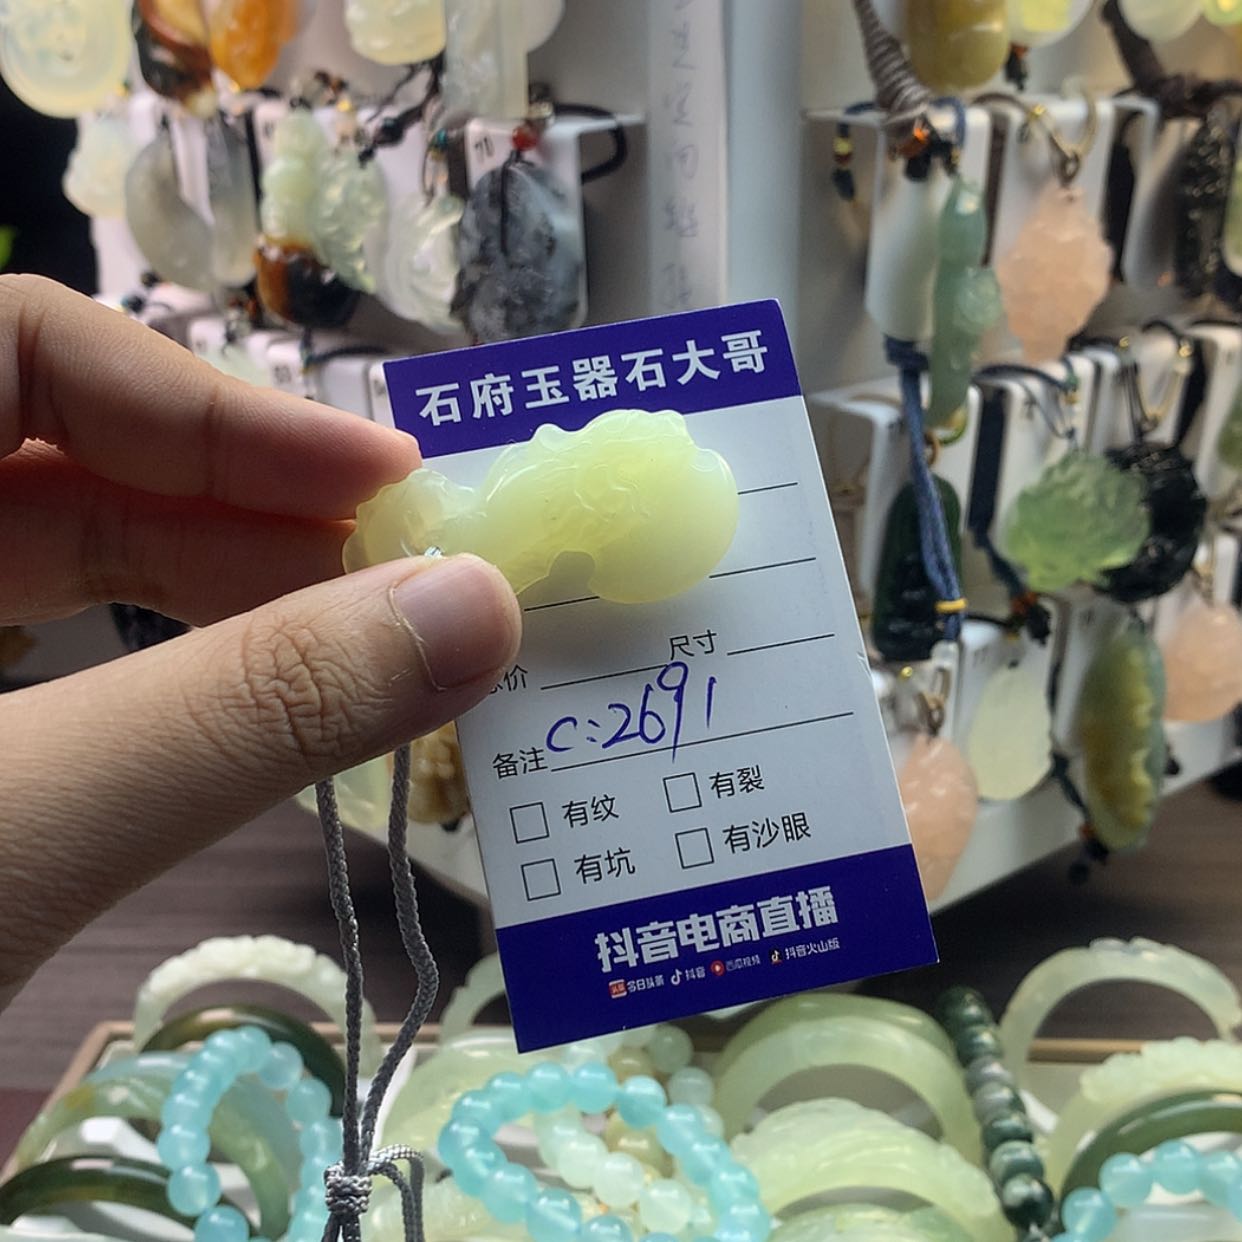 石府玉器石大哥
尺寸
价
备注 C:2691
有纹 有裂
有坑 有沙眼
抖音电商直播
今日头条 抖音 西瓜视频 抖音火山版
70